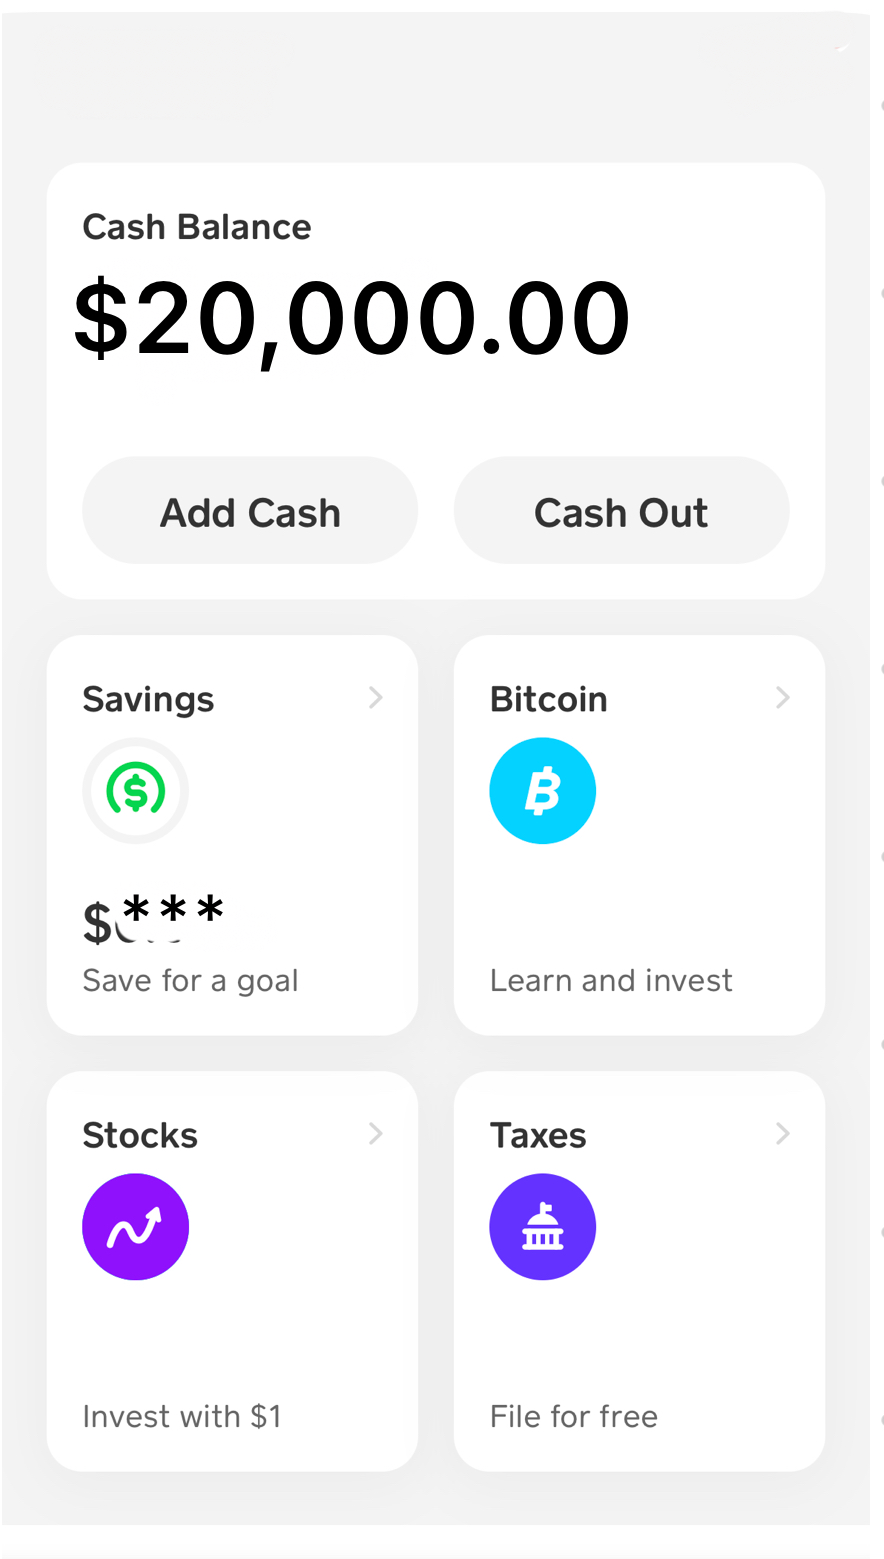 Cash Balance
$20,000.00
Add Cash Cash Out
Savings Bitcoin
$***
Save for a goal Learn and invest
Stocks Taxes
Invest with $1 File for free